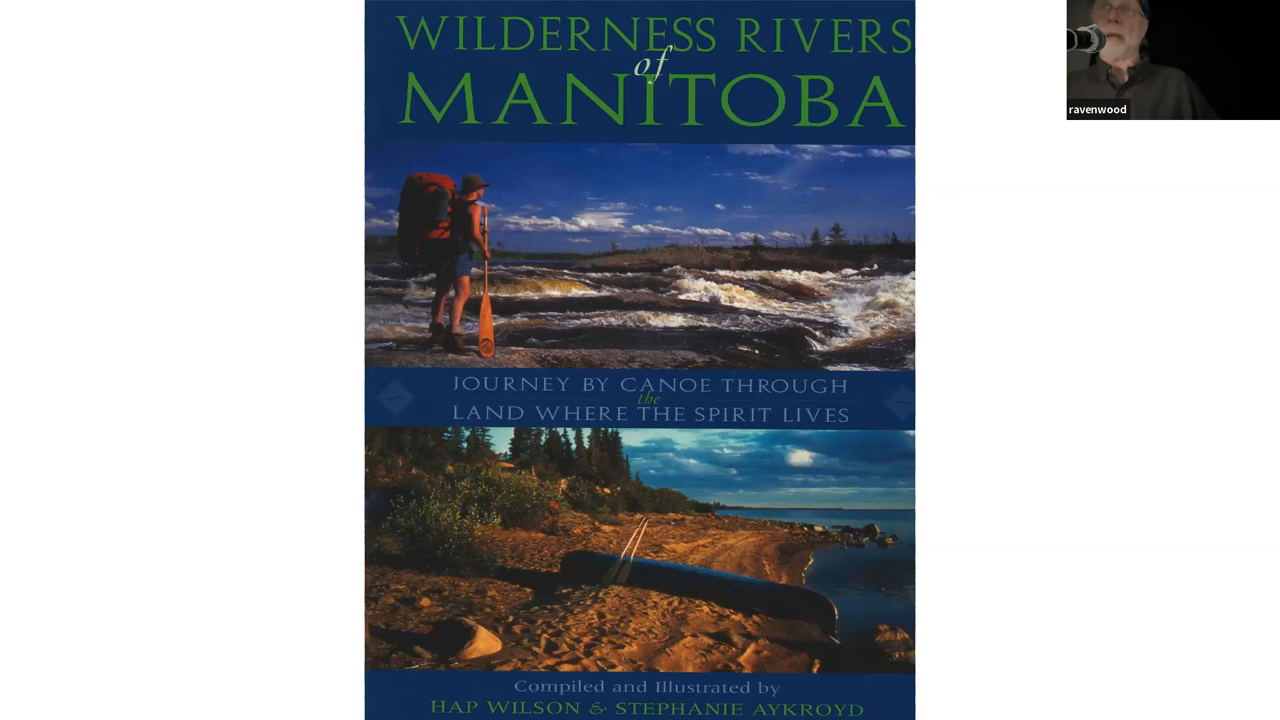 WILDERNESS RIVERS
of
MANITOBA
JOURNEY BY CANOE THROUGH
the
LAND WHERE THE SPIRIT LIVES
Compiled and Illustrated by
HAP WILSON & STEPHANIE AYKROYD
ravenwood